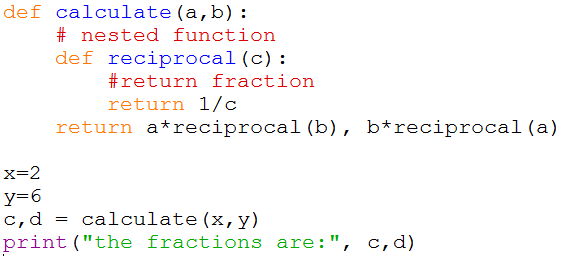 def calculate(a,b):
    # nested function
    def reciprocal(c):
        #return fraction
        return 1/c
    return a*reciprocal(b), b*reciprocal(a)

x=2
y=6
c,d = calculate(x,y)
print("the fractions are:", c,d)